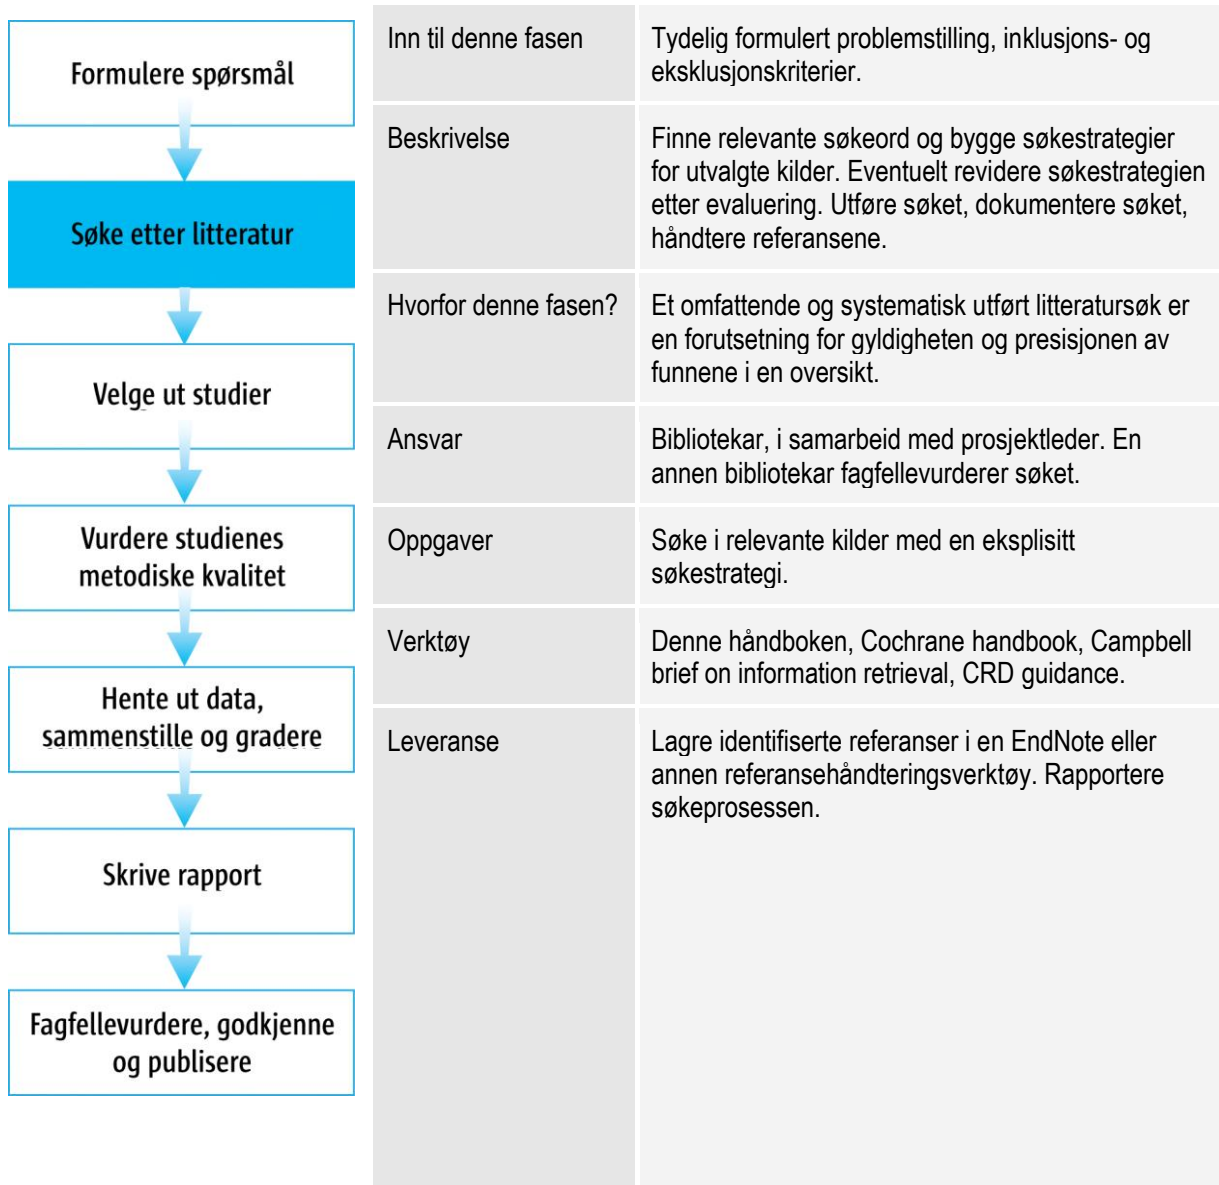 Formulere spørsmål
Søke etter litteratur
Velge ut studier
Vurdere studienes
metodiske kvalitet
Hente ut data,
sammenstille og gradere
Skrive rapport
Fagfellevurdere, godkjenne
og publisere
Inn til denne fasen
Tydelig formulert problemstilling, inklusjons- og
eksklusjonskriterier.
Beskrivelse
Finne relevante søkeord og bygge søkestrategier
for utvalgte kilder. Eventuelt revidere søkestrategien
etter evaluering. Utføre søket, dokumentere søket,
håndtere referansene.
Hvorfor denne fasen?
Et omfattende og systematisk utført litteratursøk er
en forutsetning for gyldigheten og presisjonen av
funnene i en oversikt.
Ansvar
Bibliotekar, i samarbeid med prosjektleder. En
annen bibliotekar fagfellevurderer søket.
Oppgaver
Søke i relevante kilder med en eksplisitt
søkestrategi.
Verktøy
Denne håndboken, Cochrane handbook, Campbell
brief on information retrieval, CRD guidance.
Leveranse
Lagre identifiserte referanser i en EndNote eller
annen referansehåndteringsverktøy. Rapportere
søkeprosessen.